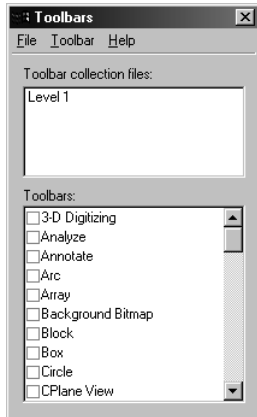 Toolbars
File Toolbar Help
Toolbar collection files:
Level 1
Toolbars:
3-D Digitizing
Analyze
Annotate
Arc
Array
Background Bitmap
Block
Box
Circle
CPlane View